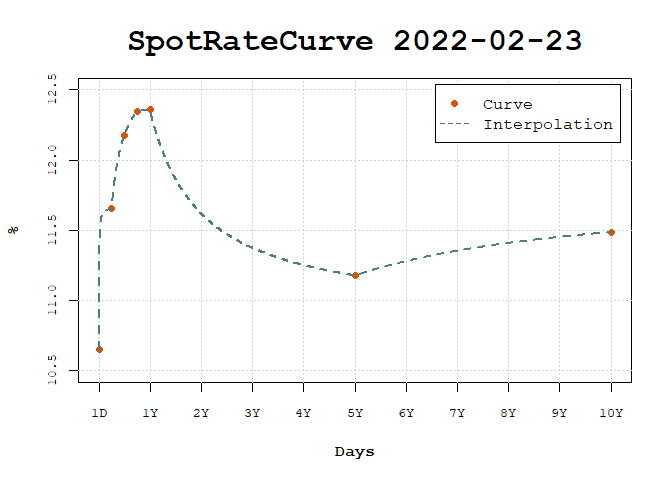 SpotRateCurve 2022-02-23
Curve
Interpolation
12.5
12.0
11.5
11.0
10.5
%
1D 1Y 2Y 3Y 4Y 5Y 6Y 7Y 8Y 9Y 10Y
Days